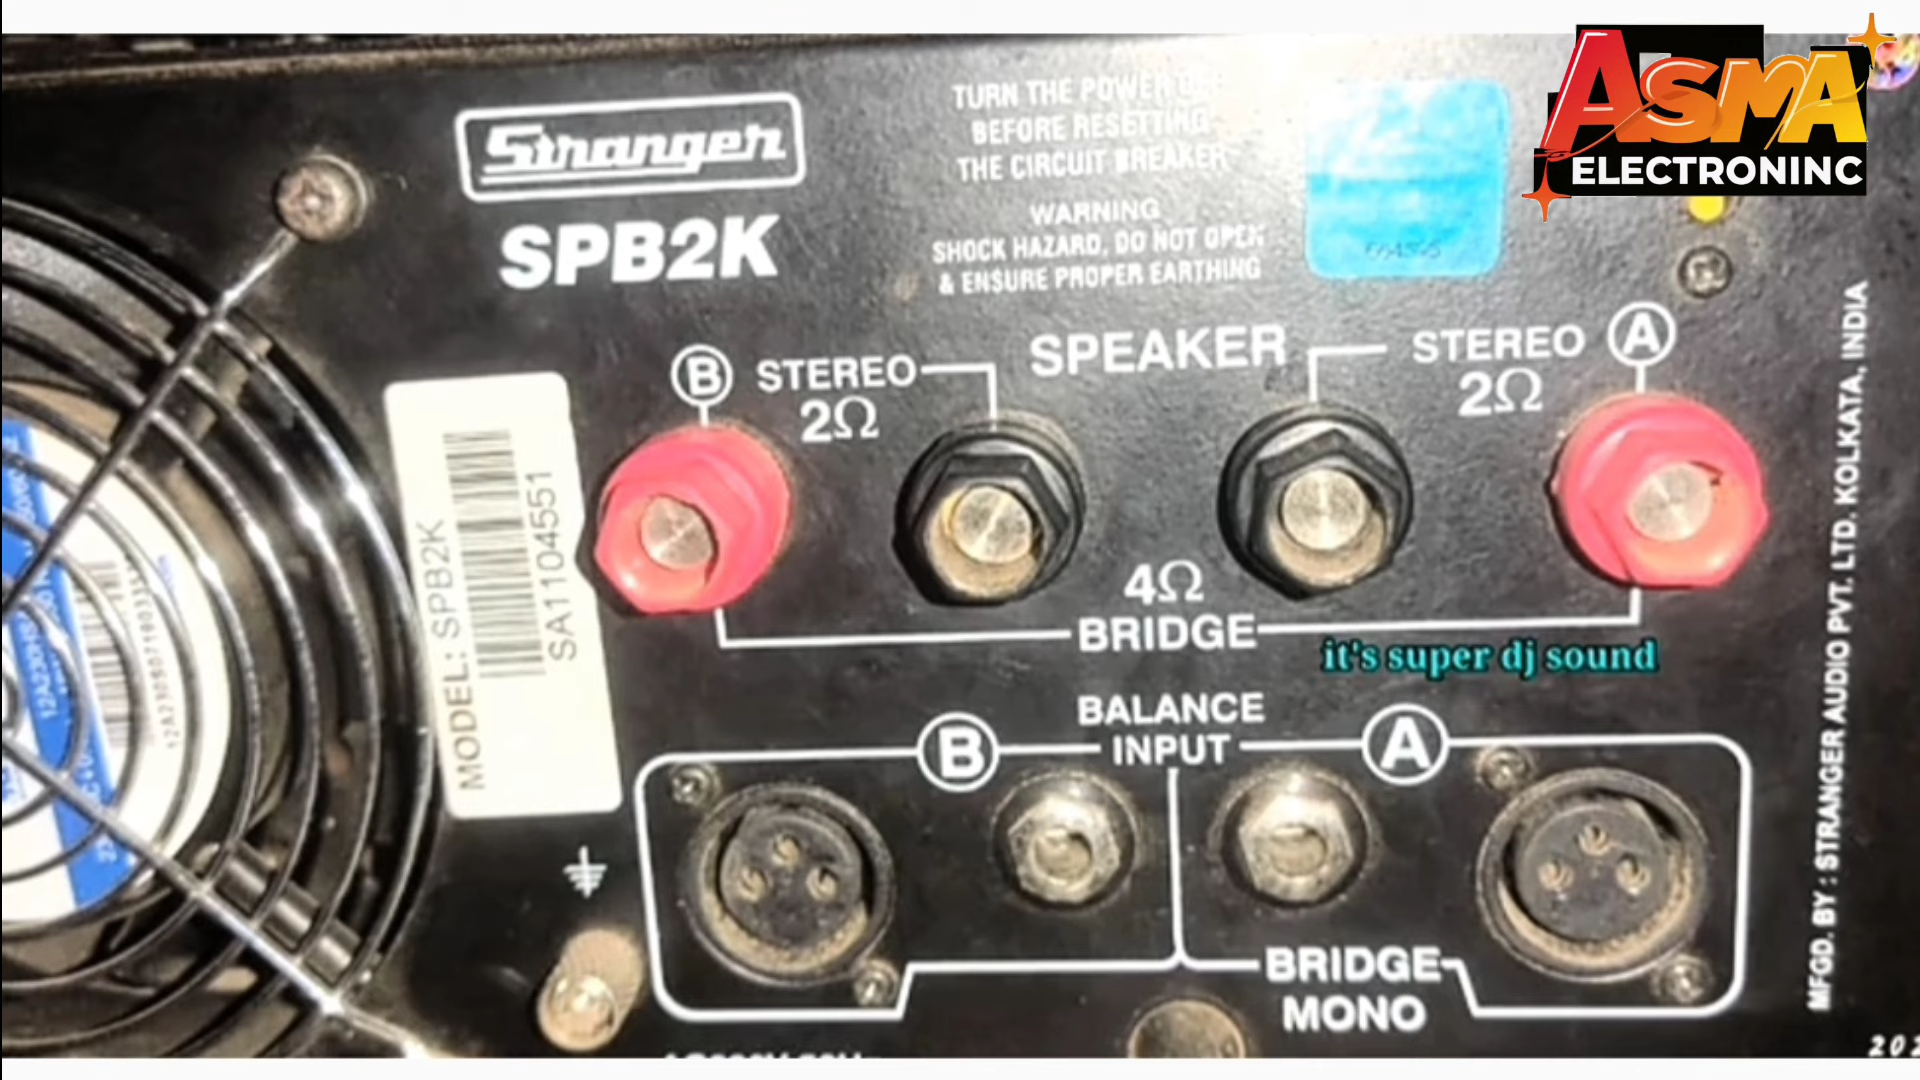 ASMA
ELECTRONINC
Stranger
SPB2K
TURN THE POWER
BEFORE RESETTING
THE CIRCUIT BREAKER
WARNING
SHOCK HAZARD, DO NOT OPEN
& ENSURE PROPER EARTHING
SPEAKER
B STEREO
2Ω
STEREO A
2Ω
4Ω
BRIDGE
it's super dj sound
MODEL: SPB2K
SA1104551
BALANCE
INPUT
B
A
BRIDGE
MONO
MFGD. BY : STRANGER AUDIO PVT. LTD. KOLKATA, INDIA